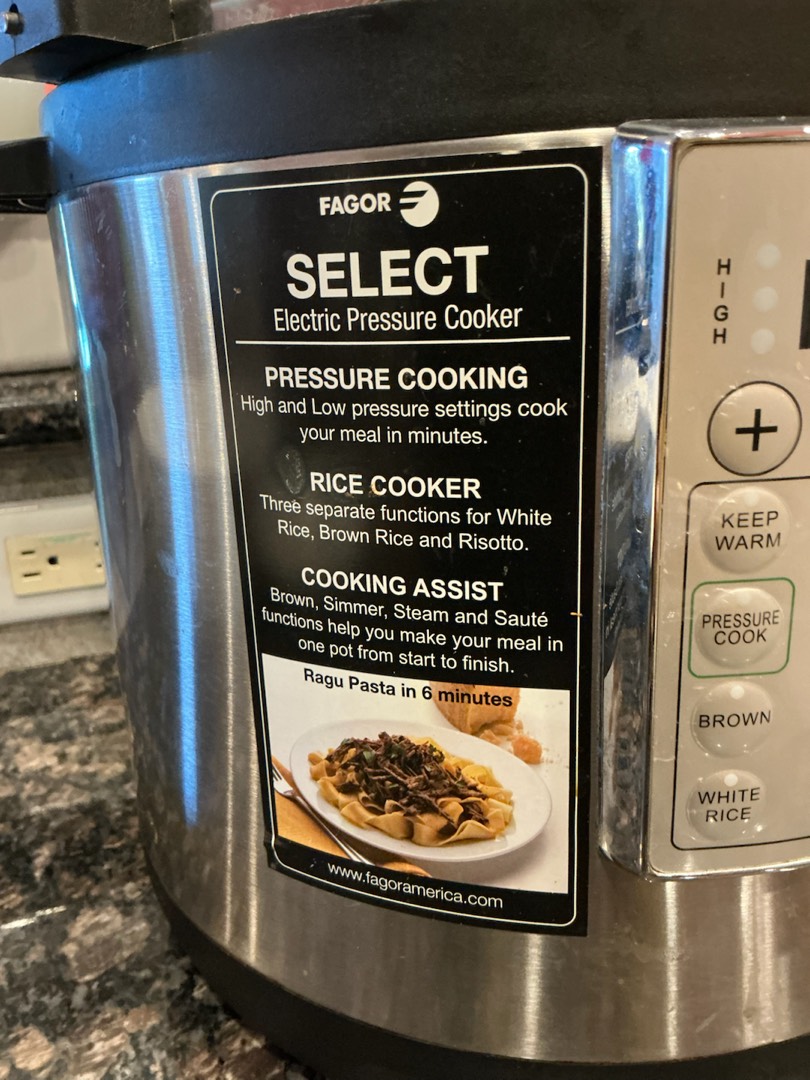 FAGOR
SELECT
Electric Pressure Cooker
PRESSURE COOKING
High and Low pressure settings cook
your meal in minutes.
RICE COOKER
Three separate functions for White
Rice, Brown Rice and Risotto.
COOKING ASSIST
Brown, Simmer, Steam and Sauté
functions help you make your meal in
one pot from start to finish.
Ragu Pasta in 6 minutes
www.fagoramerica.com
HIGH
+
KEEP
WARM
PRESSURE
COOK
BROWN
WHITE
RICE